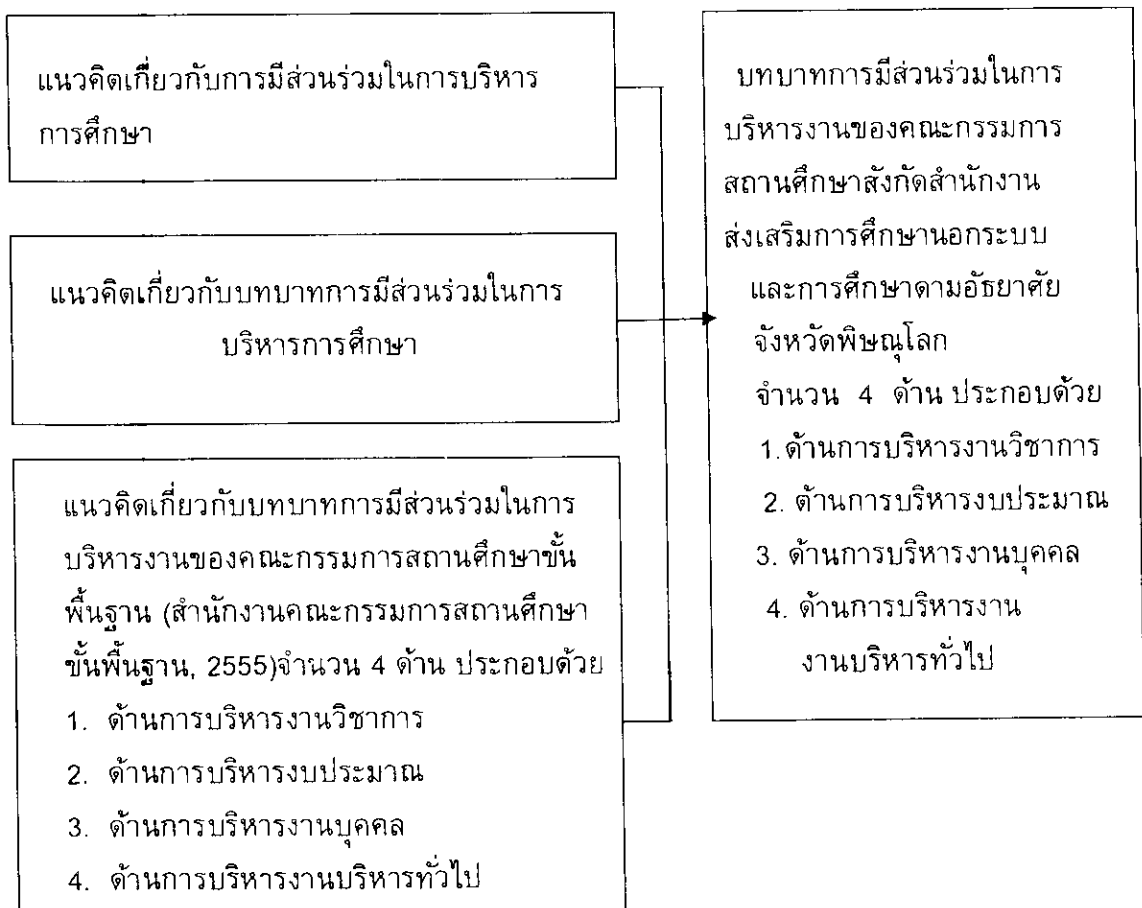 แนวคิดเกี่ยวกับการมีส่วนร่วมในการบริหาร
การศึกษา
แนวคิดเกี่ยวกับบทบาทการมีส่วนร่วมในการ
บริหารการศึกษา
แนวคิดเกี่ยวกับบทบาทการมีส่วนร่วมในการ
บริหารงานของคณะกรรมการสถานศึกษาขั้น
พื้นฐาน (สำนักงานคณะกรรมการสถานศึกษา
ขั้นพื้นฐาน, 2555)จำนวน 4 ด้าน ประกอบด้วย
1. ด้านการบริหารงานวิชาการ
2. ด้านการบริหารงบประมาณ
3. ด้านการบริหารงานบุคคล
4. ด้านการบริหารงานบริหารทั่วไป
บทบาทการมีส่วนร่วมในการ
บริหารงานของคณะกรรมการ
สถานศึกษาสังกัดสำนักงาน
ส่งเสริมการศึกษานอกระบบ
และการศึกษาตามอัธยาศัย
จังหวัดพิษณุโลก
จำนวน 4 ด้าน ประกอบด้วย
1. ด้านการบริหารงานวิชาการ
2. ด้านการบริหารงบประมาณ
3. ด้านการบริหารงานบุคคล
4. ด้านการบริหารงาน
งานบริหารทั่วไป